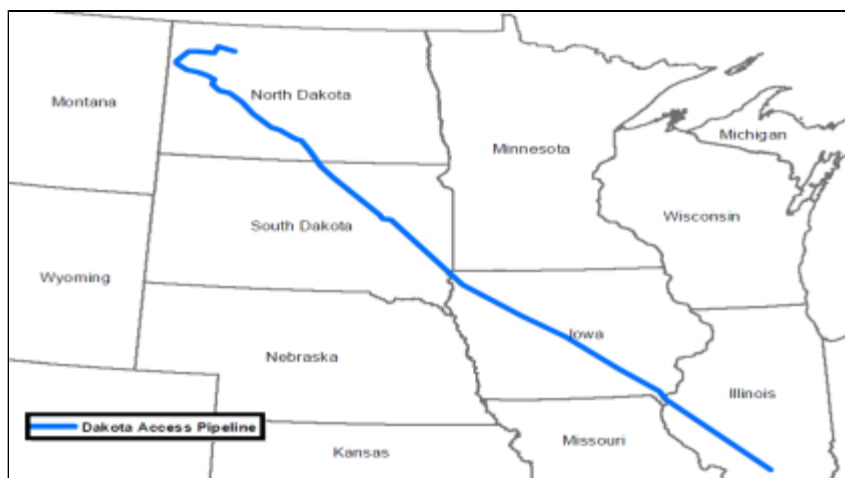 Montana
North Dakota
Minnesota
Michigan
Wisconsin
South Dakota
Wyoming
Iowa
Nebraska
Illinois
Dakota Access Pipeline
Missouri
Kansas